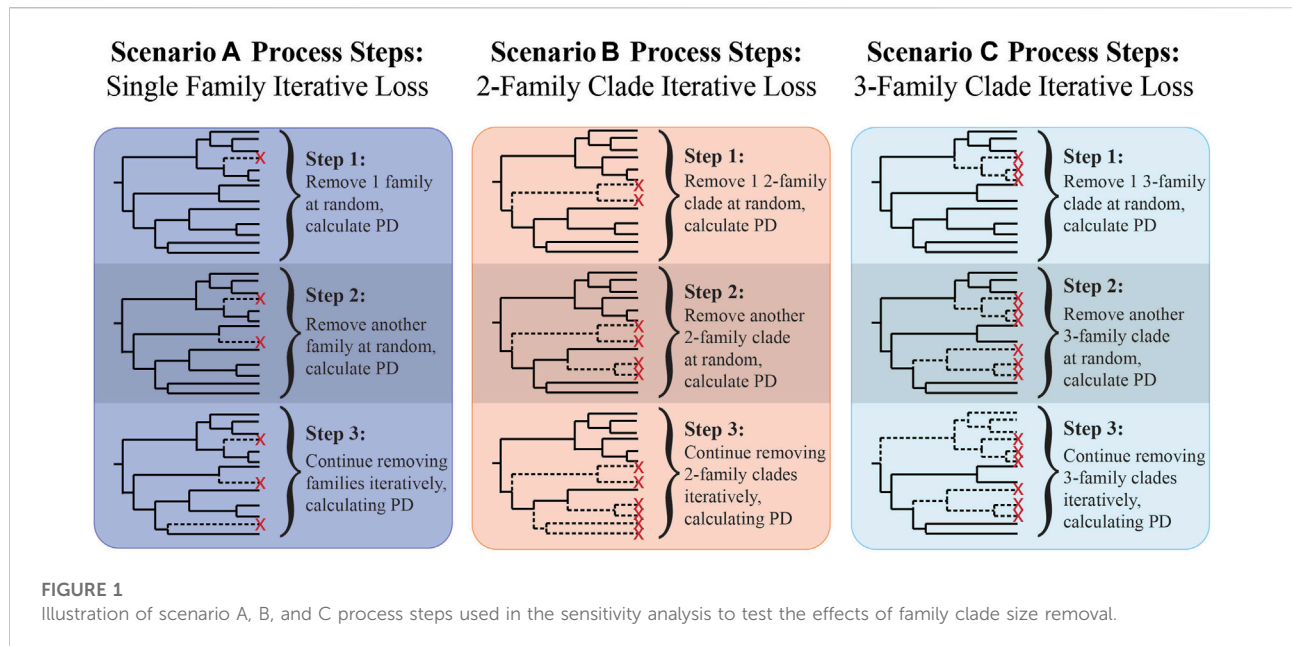 Scenario A Process Steps:
Single Family Iterative Loss
Step 1:
Remove 1 family
at random,
calculate PD
Step 2:
Remove another
family at random,
calculate PD
Step 3:
Continue removing
families iteratively,
calculating PD
Scenario B Process Steps:
2-Family Clade Iterative Loss
Step 1:
Remove 1 2-family
clade at random,
calculate PD
Step 2:
Remove another
2-family clade
at random,
calculate PD
Step 3:
Continue removing
2-family clades
iteratively,
calculating PD
Scenario C Process Steps:
3-Family Clade Iterative Loss
Step 1:
Remove 1 3-family
clade at random,
calculate PD
Step 2:
Remove another
3-family clade
at random,
calculate PD
Step 3:
Continue removing
3-family clades
iteratively,
calculating PD
FIGURE 1
Illustration of scenario A, B, and C process steps used in the sensitivity analysis to test the effects of family clade size removal.